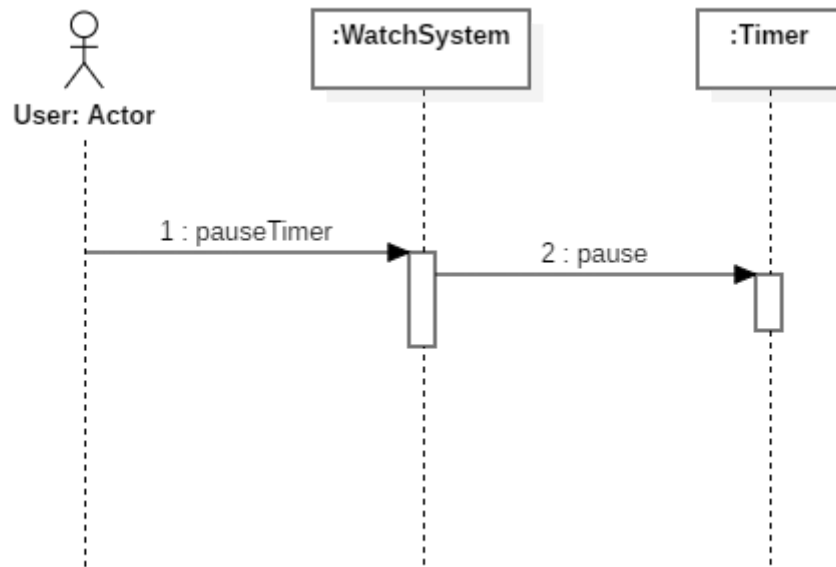 :WatchSystem
:Timer
User: Actor
1 : pauseTimer
2 : pause